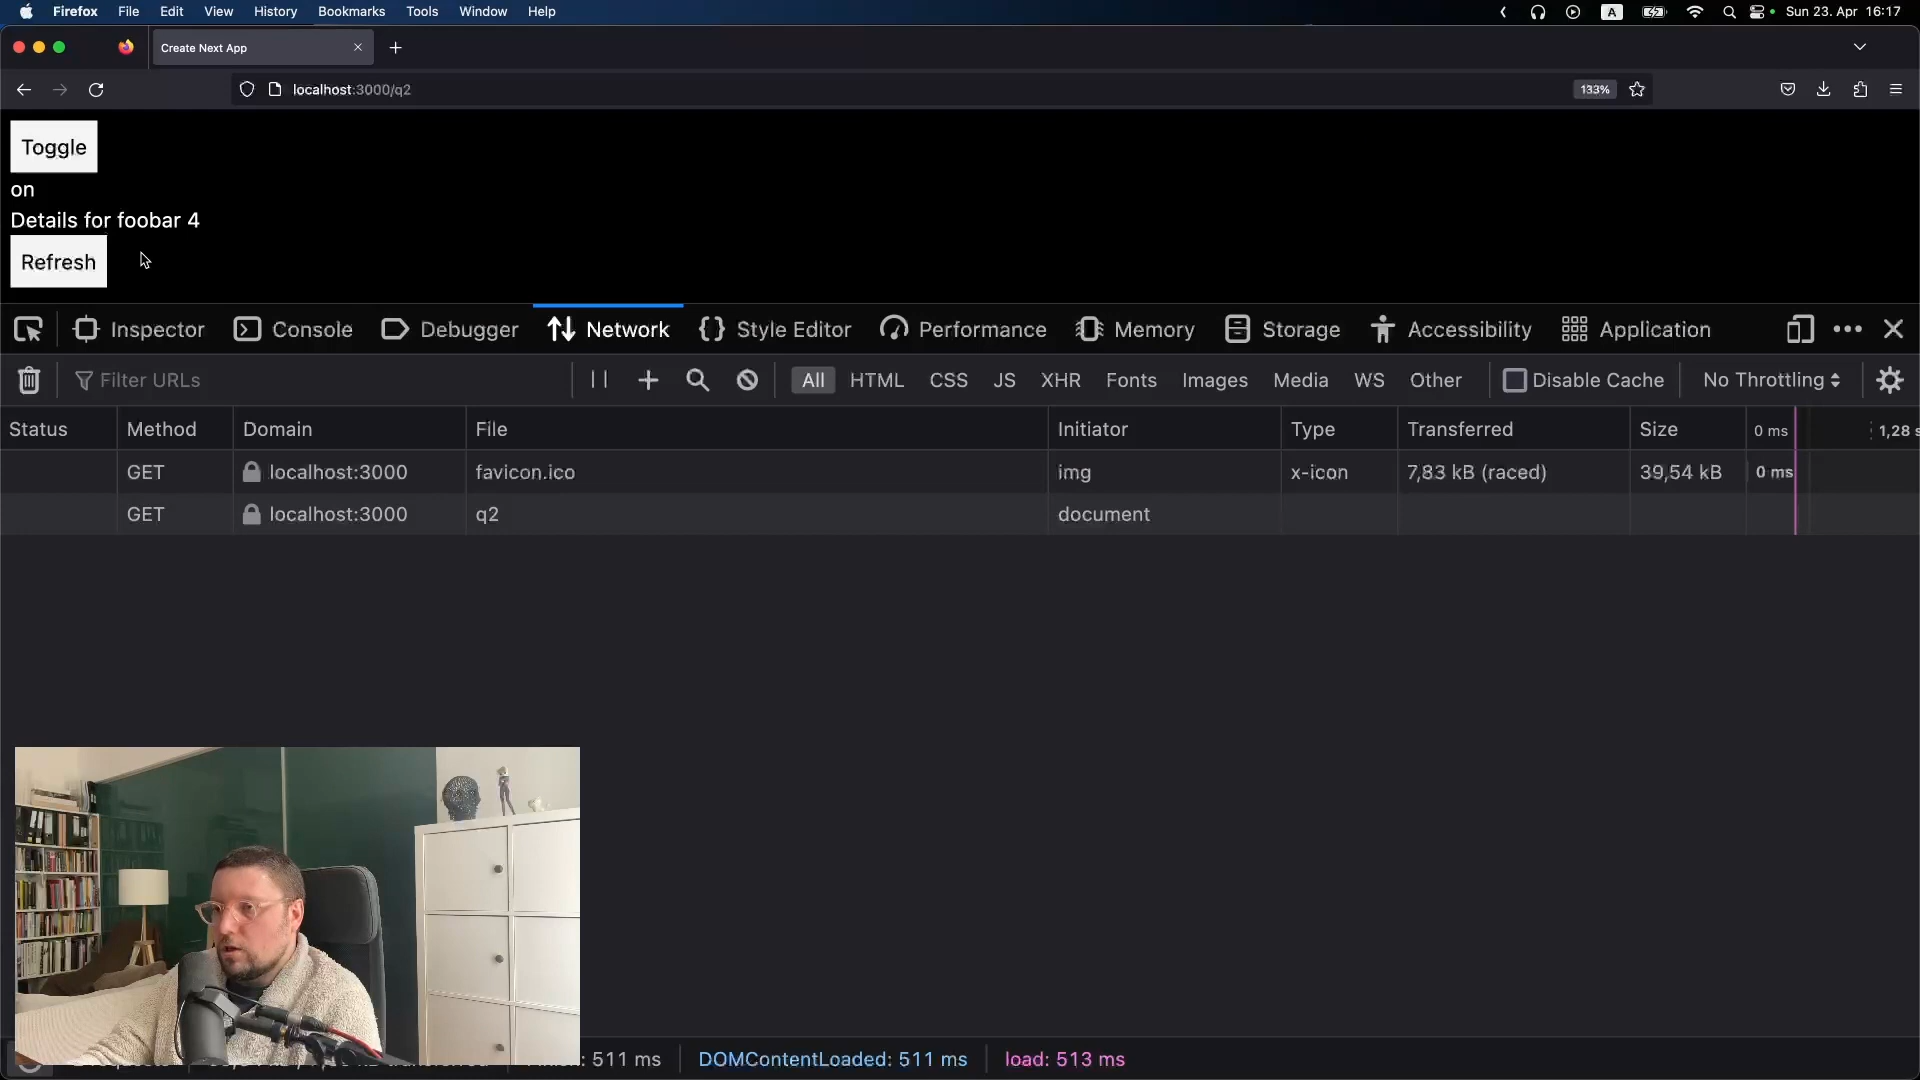 Firefox File Edit View History Bookmarks Tools Window Help A Sun 23. Apr 16:17
Create Next App
localhost:3000/q2 133%
Toggle
on
Details for foobar 4
Refresh
Inspector Console Debugger Network Style Editor Performance Memory Storage Accessibility Application
Filter URLs All HTML CSS JS XHR Fonts Images Media WS Other Disable Cache No Throttling
Status Method Domain File Initiator Type Transferred Size 0 ms 1,28 s
GET localhost:3000 favicon.ico img x-icon 7,83 kB (raced) 39,54 kB 0 ms
GET localhost:3000 q2 document
: 511 ms DOMContentLoaded: 511 ms load: 513 ms